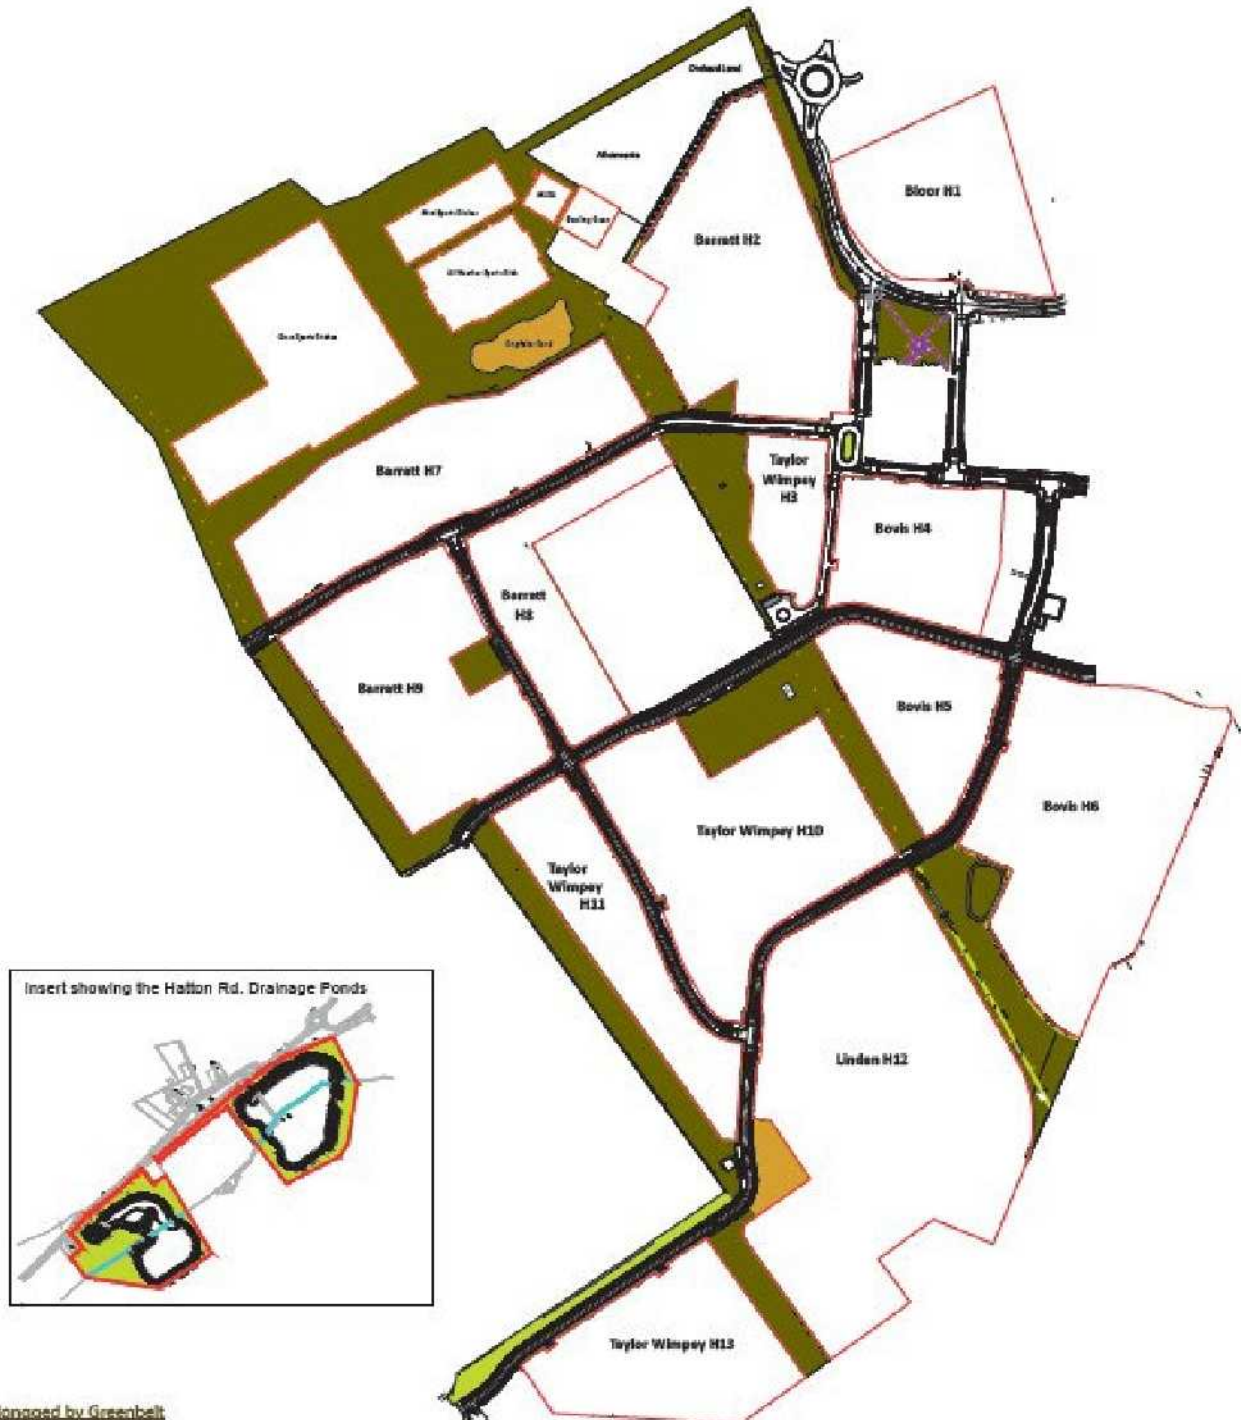 Allotments
Bloor H1
Barratt H2
Barratt H7
Taylor
Wimpey
H3
Bovis H4
Barratt
H8
Barratt H9
Bovis H5
Bovis H6
Taylor Wimpey H10
Taylor
Wimpey
H11
Insert showing the Hatton Rd. Drainage Ponds
Linden H12
Taylor Wimpey H13
Managed by Greenbelt